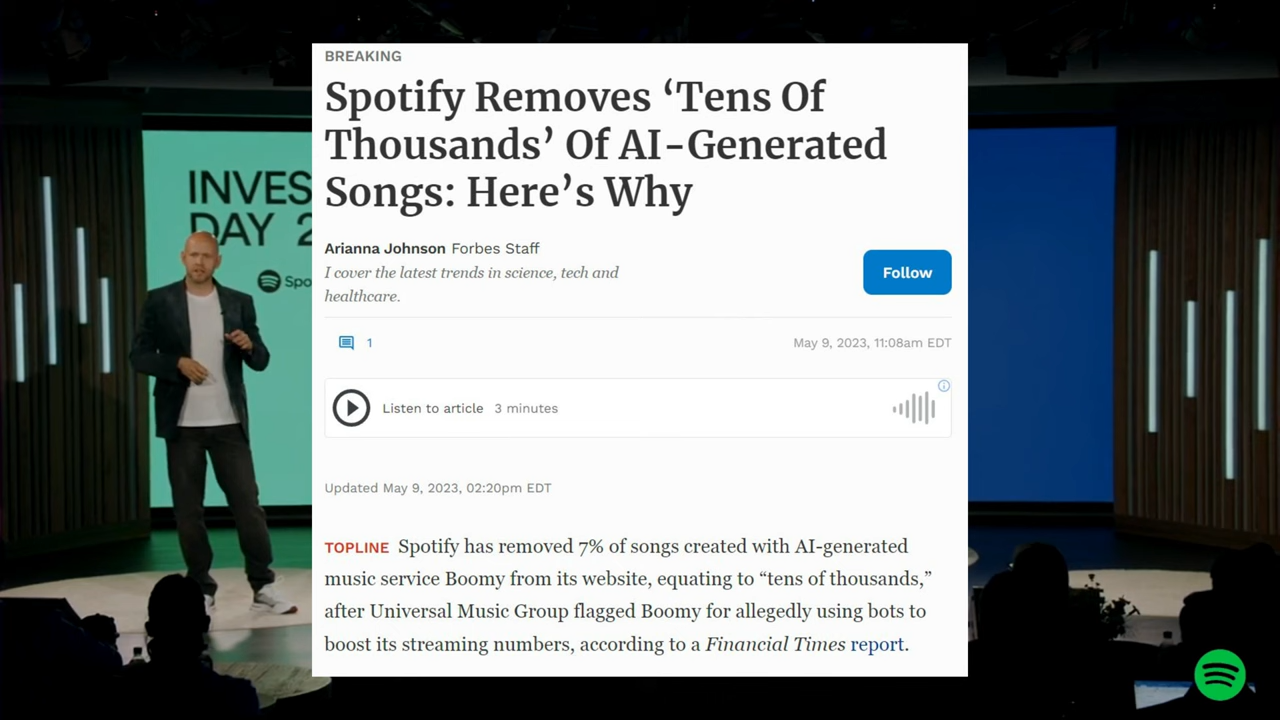 BREAKING
Spotify Removes ‘Tens Of
Thousands’ Of AI-Generated
Songs: Here’s Why
Arianna Johnson Forbes Staff
I cover the latest trends in science, tech and
healthcare.
Follow
1
May 9, 2023, 11:08am EDT
Listen to article 3 minutes
Updated May 9, 2023, 02:20pm EDT
TOPLINE Spotify has removed 7% of songs created with AI-generated
music service Boomy from its website, equating to “tens of thousands,”
after Universal Music Group flagged Boomy for allegedly using bots to
boost its streaming numbers, according to a Financial Times report.
INVES
DAY 2
Spo